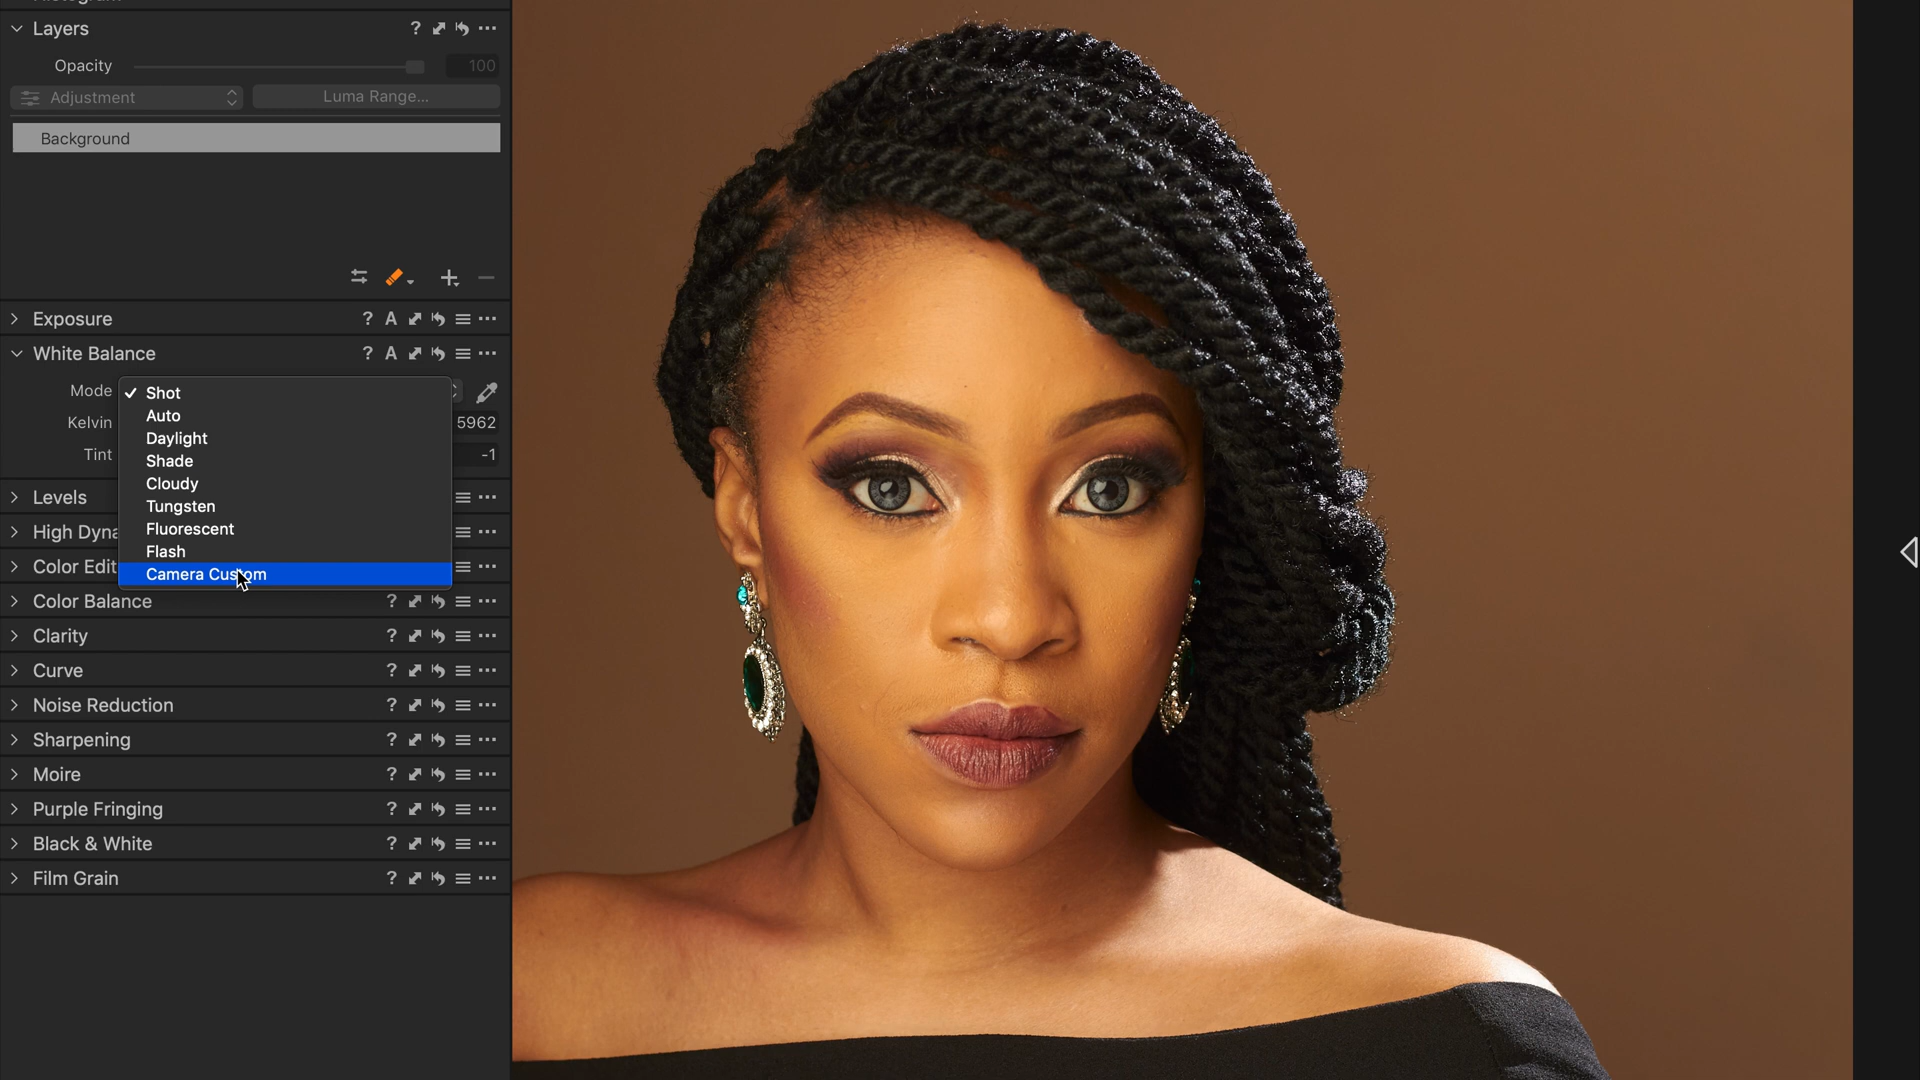 Layers ?
Opacity 100
Adjustment Luma Range...
Background
Exposure ? A
White Balance ? A
Mode
Shot
Auto
Daylight
Shade
Cloudy
Tungsten
Fluorescent
Flash
Camera Custom
Kelvin 5962
Tint -1
Levels
High Dyna
Color Edit
Color Balance ?
Clarity ?
Curve ?
Noise Reduction ?
Sharpening ?
Moire ?
Purple Fringing ?
Black & White ?
Film Grain ?